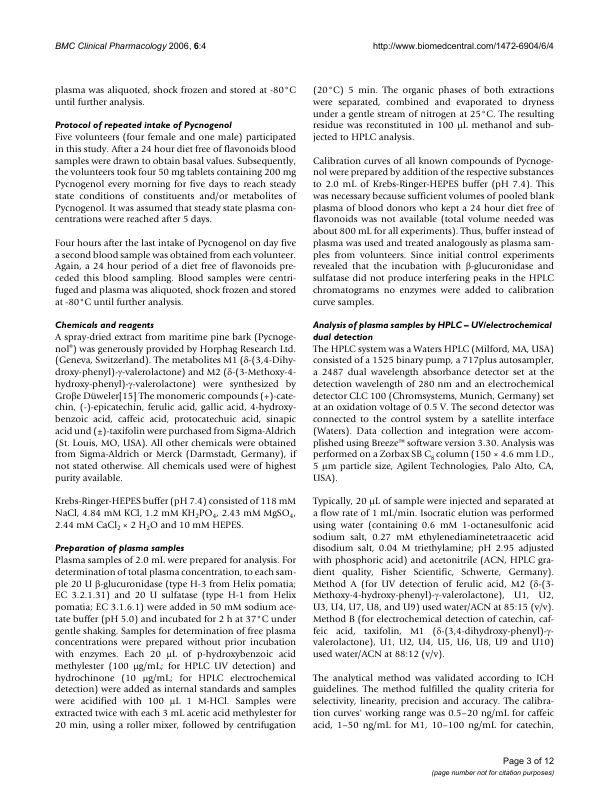 BMC Clinical Pharmacology 2006, 6:4
http://www.biomedcentral.com/1472-6904/6/4
plasma was aliquoted, shock frozen and stored at -80°C
until further analysis.
Protocol of repeated intake of Pycnogenol
Five volunteers (four female and one male) participated
in this study. After a 24 hour diet free of flavonoids blood
samples were drawn to obtain basal values. Subsequently,
the volunteers took four 50 mg tablets containing 200 mg
Pycnogenol every morning for five days to reach steady
state conditions of constituents and/or metabolites of
Pycnogenol. It was assumed that steady state plasma con-
centrations were reached after 5 days.
Four hours after the last intake of Pycnogenol on day five
a second blood sample was obtained from each volunteer.
Again, a 24 hour period of a diet free of flavonoids pre-
ceded this blood sampling. Blood samples were centri-
fuged and plasma was aliquoted, shock frozen and stored
at -80°C until further analysis.
Chemicals and reagents
A spray-dried extract from maritime pine bark (Pycnoge-
nol®) was generously provided by Horphag Research Ltd.
(Geneva, Switzerland). The metabolites M1 (δ-(3,4-Dihy-
droxy-phenyl)-γ-valerolactone) and M2 (δ-(3-Methoxy-4-
hydroxy-phenyl)-γ-valerolactone) were synthesized by
Große Düweler[15] The monomeric compounds (+)-cate-
chin, (-)-epicatechin, ferulic acid, gallic acid, 4-hydroxy-
benzoic acid, caffeic acid, protocatechuic acid, sinapic
acid und (±)-taxifolin were purchased from Sigma-Aldrich
(St. Louis, MO, USA). All other chemicals were obtained
from Sigma-Aldrich or Merck (Darmstadt, Germany), if
not stated otherwise. All chemicals used were of highest
purity available.
Krebs-Ringer-HEPES buffer (pH 7.4) consisted of 118 mM
NaCl, 4.84 mM KCl, 1.2 mM KH₂PO₄, 2.43 mM MgSO₄,
2.44 mM CaCl₂ × 2 H₂O and 10 mM HEPES.
Preparation of plasma samples
Plasma samples of 2.0 mL were prepared for analysis. For
determination of total plasma concentration, to each sam-
ple 20 U β-glucuronidase (type H-3 from Helix pomatia;
EC 3.2.1.31) and 20 U sulfatase (type H-1 from Helix
pomatia; EC 3.1.6.1) were added in 50 mM sodium ace-
tate buffer (pH 5.0) and incubated for 2 h at 37°C under
gentle shaking. Samples for determination of free plasma
concentrations were prepared without prior incubation
with enzymes. Each 20 μL of p-hydroxybenzoic acid
methylester (100 μg/mL; for HPLC UV detection) and
hydrochinone (10 μg/mL; for HPLC electrochemical
detection) were added as internal standards and samples
were acidified with 100 μL 1 M-HCl. Samples were
extracted twice with each 3 mL acetic acid methylester for
20 min, using a roller mixer, followed by centrifugation
(20°C) 5 min. The organic phases of both extractions
were separated, combined and evaporated to dryness
under a gentle stream of nitrogen at 25°C. The resulting
residue was reconstituted in 100 μL methanol and sub-
jected to HPLC analysis.
Calibration curves of all known compounds of Pycnoge-
nol were prepared by addition of the respective substances
to 2.0 mL of Krebs-Ringer-HEPES buffer (pH 7.4). This
was necessary because sufficient volumes of pooled blank
plasma of blood donors who kept a 24 hour diet free of
flavonoids was not available (total volume needed was
about 800 mL for all experiments). Thus, buffer instead of
plasma was used and treated analogously as plasma sam-
ples from volunteers. Since initial control experiments
revealed that the incubation with β-glucuronidase and
sulfatase did not produce interfering peaks in the HPLC
chromatograms no enzymes were added to calibration
curve samples.
Analysis of plasma samples by HPLC – UV/electrochemical
dual detection
The HPLC system was a Waters HPLC (Milford, MA, USA)
consisted of a 1525 binary pump, a 717plus autosampler,
a 2487 dual wavelength absorbance detector set at the
detection wavelength of 280 nm and an electrochemical
detector CLC 100 (Chromsystems, Munich, Germany) set
at an oxidation voltage of 0.5 V. The second detector was
connected to the control system by a satellite interface
(Waters). Data collection and integration were accom-
plished using Breeze™ software version 3.30. Analysis was
performed on a Zorbax SB C₈ column (150 × 4.6 mm I.D.,
5 μm particle size, Agilent Technologies, Palo Alto, CA,
USA).
Typically, 20 μL of sample were injected and separated at
a flow rate of 1 mL/min. Isocratic elution was performed
using water (containing 0.6 mM 1-octanesulfonic acid
sodium salt, 0.27 mM ethylenediaminetetraacetic acid
disodium salt, 0.04 M triethylamine; pH 2.95 adjusted
with phosphoric acid) and acetonitrile (ACN, HPLC gra-
dient quality, Fisher Scientific, Schwerte, Germany).
Method A (for UV detection of ferulic acid, M2 (δ-(3-
Methoxy-4-hydroxy-phenyl)-γ-valerolactone), U1, U2,
U3, U4, U7, U8, and U9) used water/ACN at 85:15 (v/v).
Method B (for electrochemical detection of catechin, caf-
feic acid, taxifolin, M1 (δ-(3,4-dihydroxy-phenyl)-γ-
valerolactone), U1, U2, U4, U5, U6, U8, U9 and U10)
used water/ACN at 88:12 (v/v).
The analytical method was validated according to ICH
guidelines. The method fulfilled the quality criteria for
selectivity, linearity, precision and accuracy. The calibra-
tion curves' working range was 0.5–20 ng/mL for caffeic
acid, 1–50 ng/mL for M1, 10–100 ng/mL for catechin,
Page 3 of 12
(page number not for citation purposes)